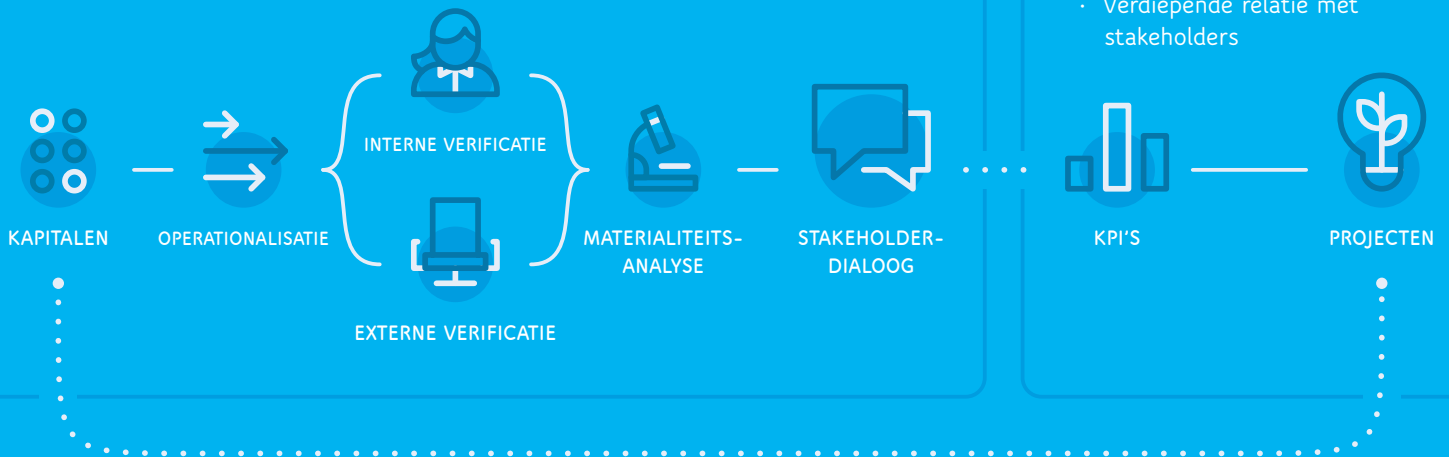 · Verdiepende relatie met
stakeholders
INTERNE VERIFICATIE
KAPITALEN
OPERATIONALISATIE
MATERIALITEITS-
ANALYSE
STAKEHOLDER-
DIALOOG
KPI'S
PROJECTEN
EXTERNE VERIFICATIE